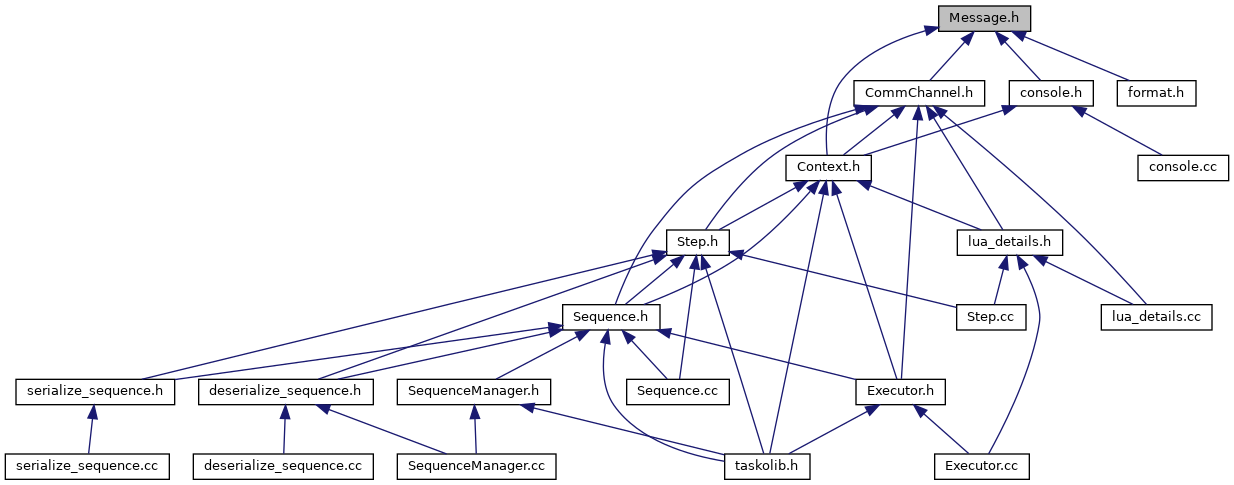 Message.h
CommChannel.h
console.h
format.h
Context.h
console.cc
Step.h
lua_details.h
Sequence.h
Step.cc
lua_details.cc
serialize_sequence.h
deserialize_sequence.h
SequenceManager.h
Sequence.cc
Executor.h
serialize_sequence.cc
deserialize_sequence.cc
SequenceManager.cc
taskolib.h
Executor.cc